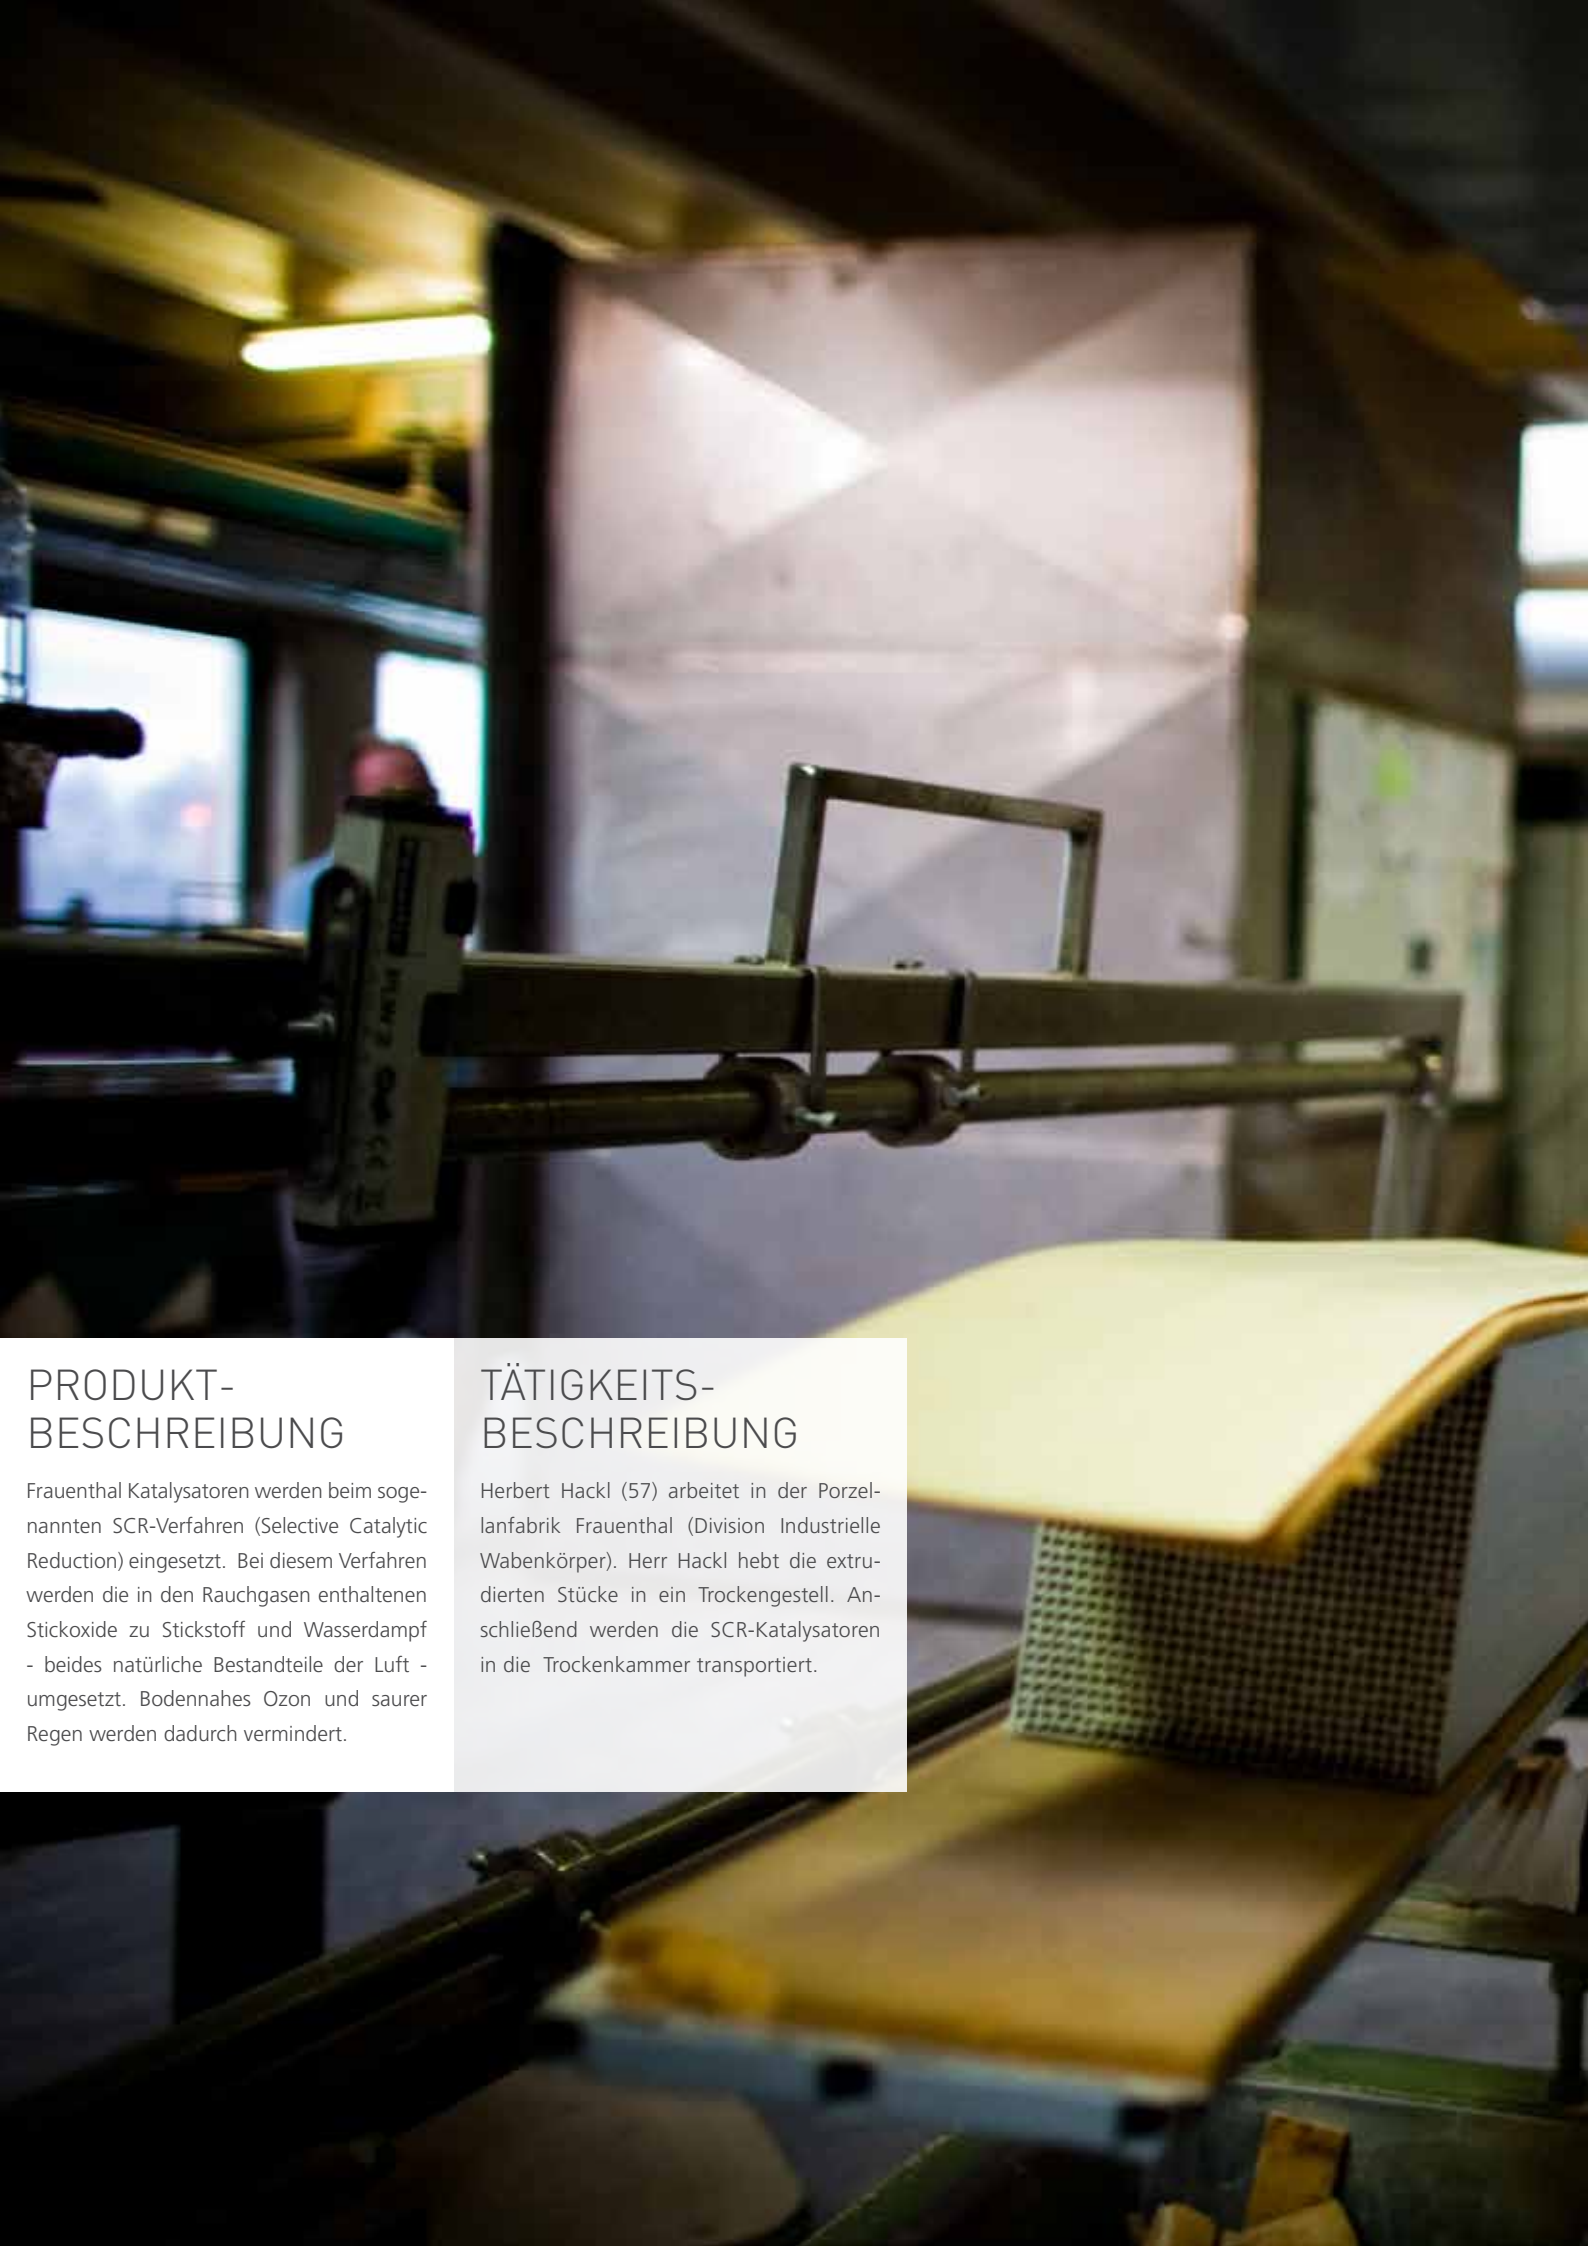 PRODUKT-
BESCHREIBUNG
Frauenthal Katalysatoren werden beim soge-
nannten SCR-Verfahren (Selective Catalytic
Reduction) eingesetzt. Bei diesem Verfahren
werden die in den Rauchgasen enthaltenen
Stickoxide zu Stickstoff und Wasserdampf
- beides natürliche Bestandteile der Luft -
umgesetzt. Bodennahes Ozon und saurer
Regen werden dadurch vermindert.
TÄTIGKEITS-
BESCHREIBUNG
Herbert Hackl (57) arbeitet in der Porzel-
lanfabrik Frauenthal (Division Industrielle
Wabenkörper). Herr Hackl hebt die extru-
dierten Stücke in ein Trockengestell. An-
schließend werden die SCR-Katalysatoren
in die Trockenkammer transportiert.